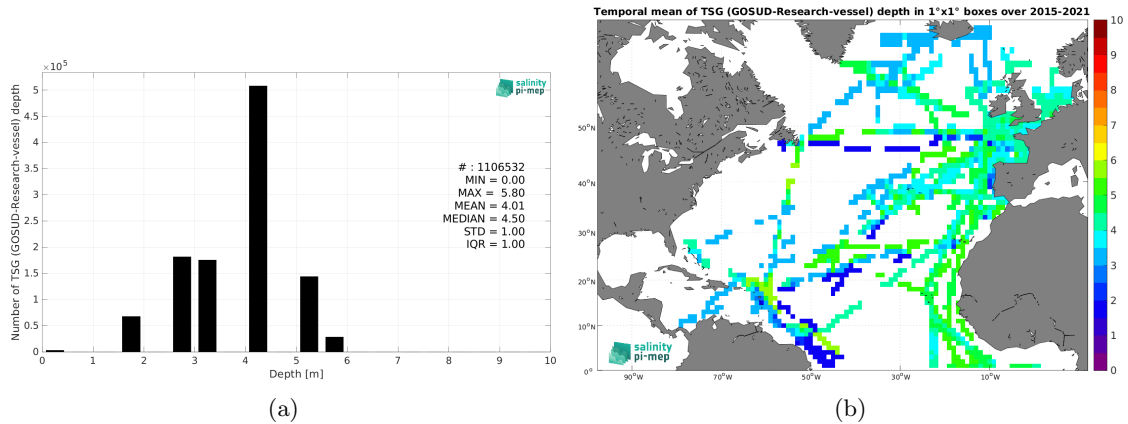 ×10⁵
5
4.5
4
3.5
3
2.5
2
1.5
1
0.5
0
Number of TSG (GOSUD-Research-vessel) depth
salinity
pi-mep
# : 1106532
MIN = 0.00
MAX = 5.80
MEAN = 4.01
MEDIAN = 4.50
STD = 1.00
IQR = 1.00
0 1 2 3 4 5 6 7 8 9 10
Depth [m]
(a)
Temporal mean of TSG (GOSUD-Research-vessel) depth in 1°x1° boxes over 2015-2021
50°N
40°N
30°N
20°N
10°N
0°
salinity
pi-mep
90°W 70°W 50°W 30°W 10°W
10
9
8
7
6
5
4
3
2
1
0
(b)